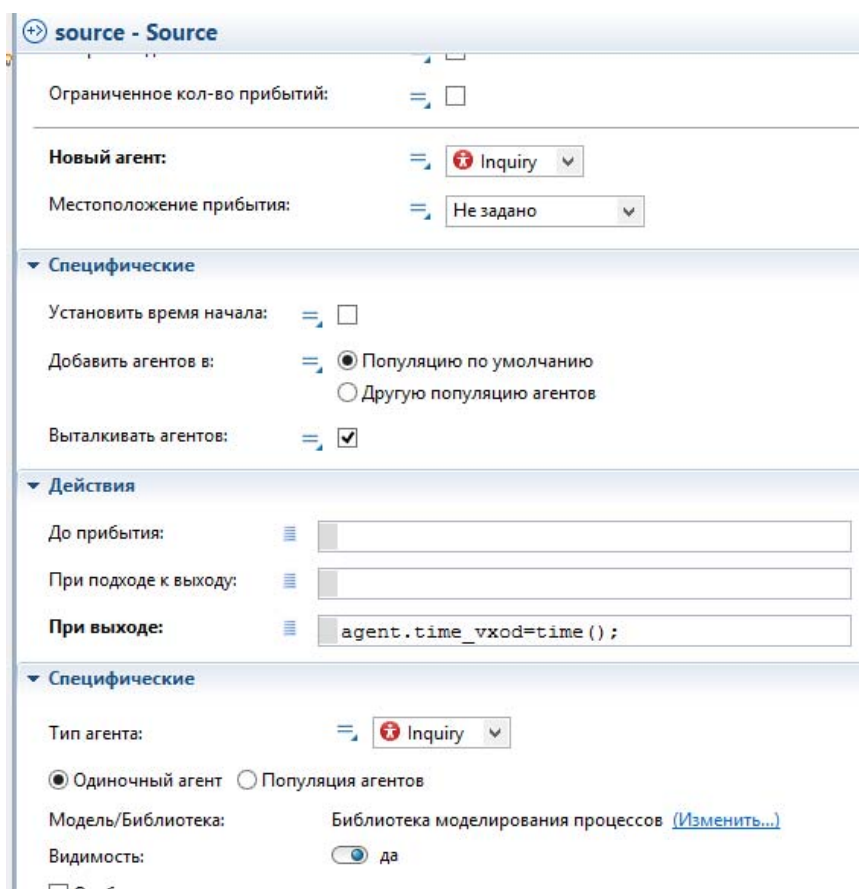 source - Source
Ограниченное кол-во прибытий:
Новый агент: Inquiry
Местоположение прибытия: Не задано
Специфические
Установить время начала:
Добавить агентов в: Популяцию по умолчанию
Другую популяцию агентов
Выталкивать агентов:
Действия
До прибытия:
При подходе к выходу:
При выходе: agent.time_vxod=time();
Специфические
Тип агента: Inquiry
Одиночный агент Популяция агентов
Модель/Библиотека: Библиотека моделирования процессов (Изменить...)
Видимость: да